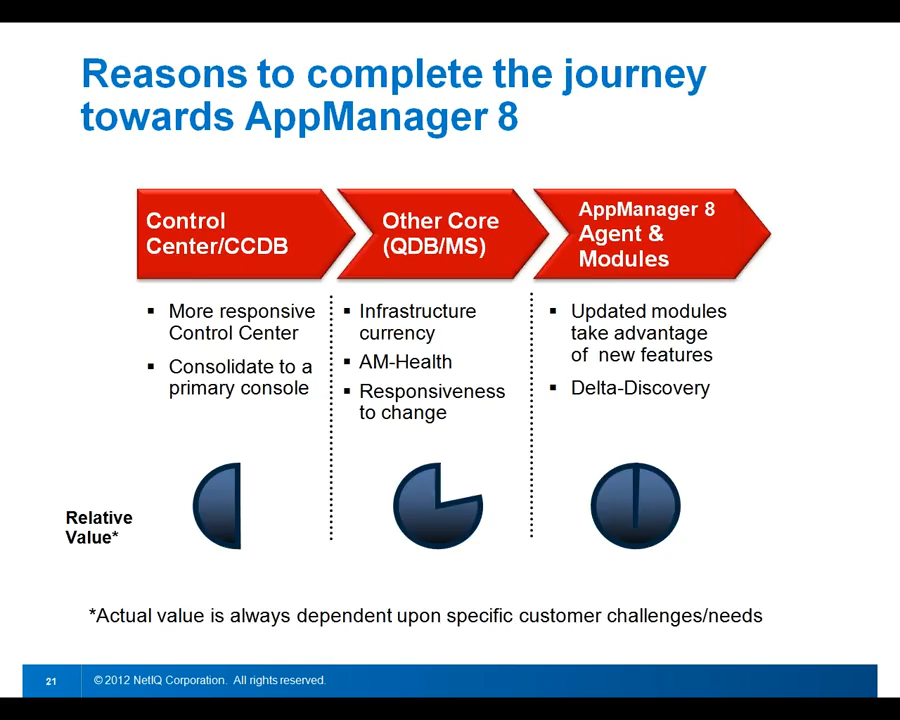 Reasons to complete the journey
towards AppManager 8
Control
Center/CCDB
Other Core
(QDB/MS)
AppManager 8
Agent &
Modules
▪ More responsive
Control Center
▪ Consolidate to a
primary console
▪ Infrastructure
currency
▪ AM-Health
▪ Responsiveness
to change
▪ Updated modules
take advantage
of new features
▪ Delta-Discovery
Relative
Value*
*Actual value is always dependent upon specific customer challenges/needs
21
© 2012 NetIQ Corporation. All rights reserved.